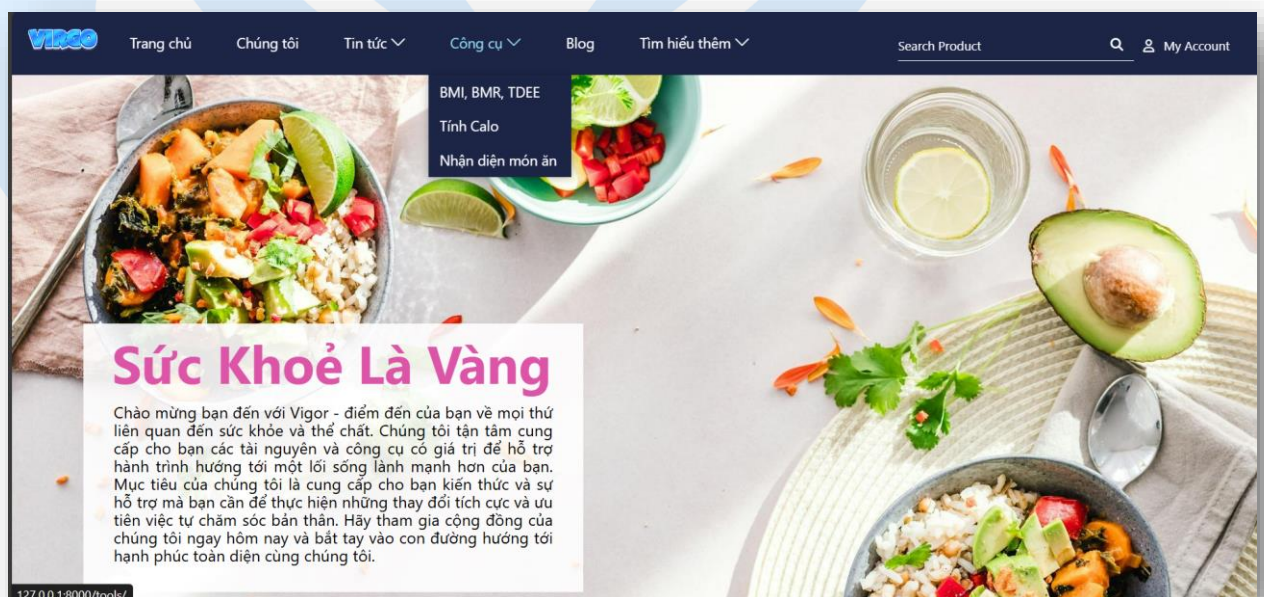 VIRGO
Trang chủ
Chúng tôi
Tin tức
Công cụ
Blog
Tìm hiểu thêm
Search Product
My Account
BMI, BMR, TDEE
Tính Calo
Nhận diện món ăn
Sức Khoẻ Là Vàng
Chào mừng bạn đến với Vigor - điểm đến của bạn về mọi thứ
liên quan đến sức khỏe và thể chất. Chúng tôi tận tâm cung
cấp cho bạn các tài nguyên và công cụ có giá trị để hỗ trợ
hành trình hướng tới một lối sống lành mạnh hơn của bạn.
Mục tiêu của chúng tôi là cung cấp cho bạn kiến thức và sự
hỗ trợ mà bạn cần để thực hiện những thay đổi tích cực và ưu
tiên việc tự chăm sóc bản thân. Hãy tham gia cộng đồng của
chúng tôi ngay hôm nay và bắt tay vào con đường hướng tới
hạnh phúc toàn diện cùng chúng tôi.
127.0.0.1:8000/tools/